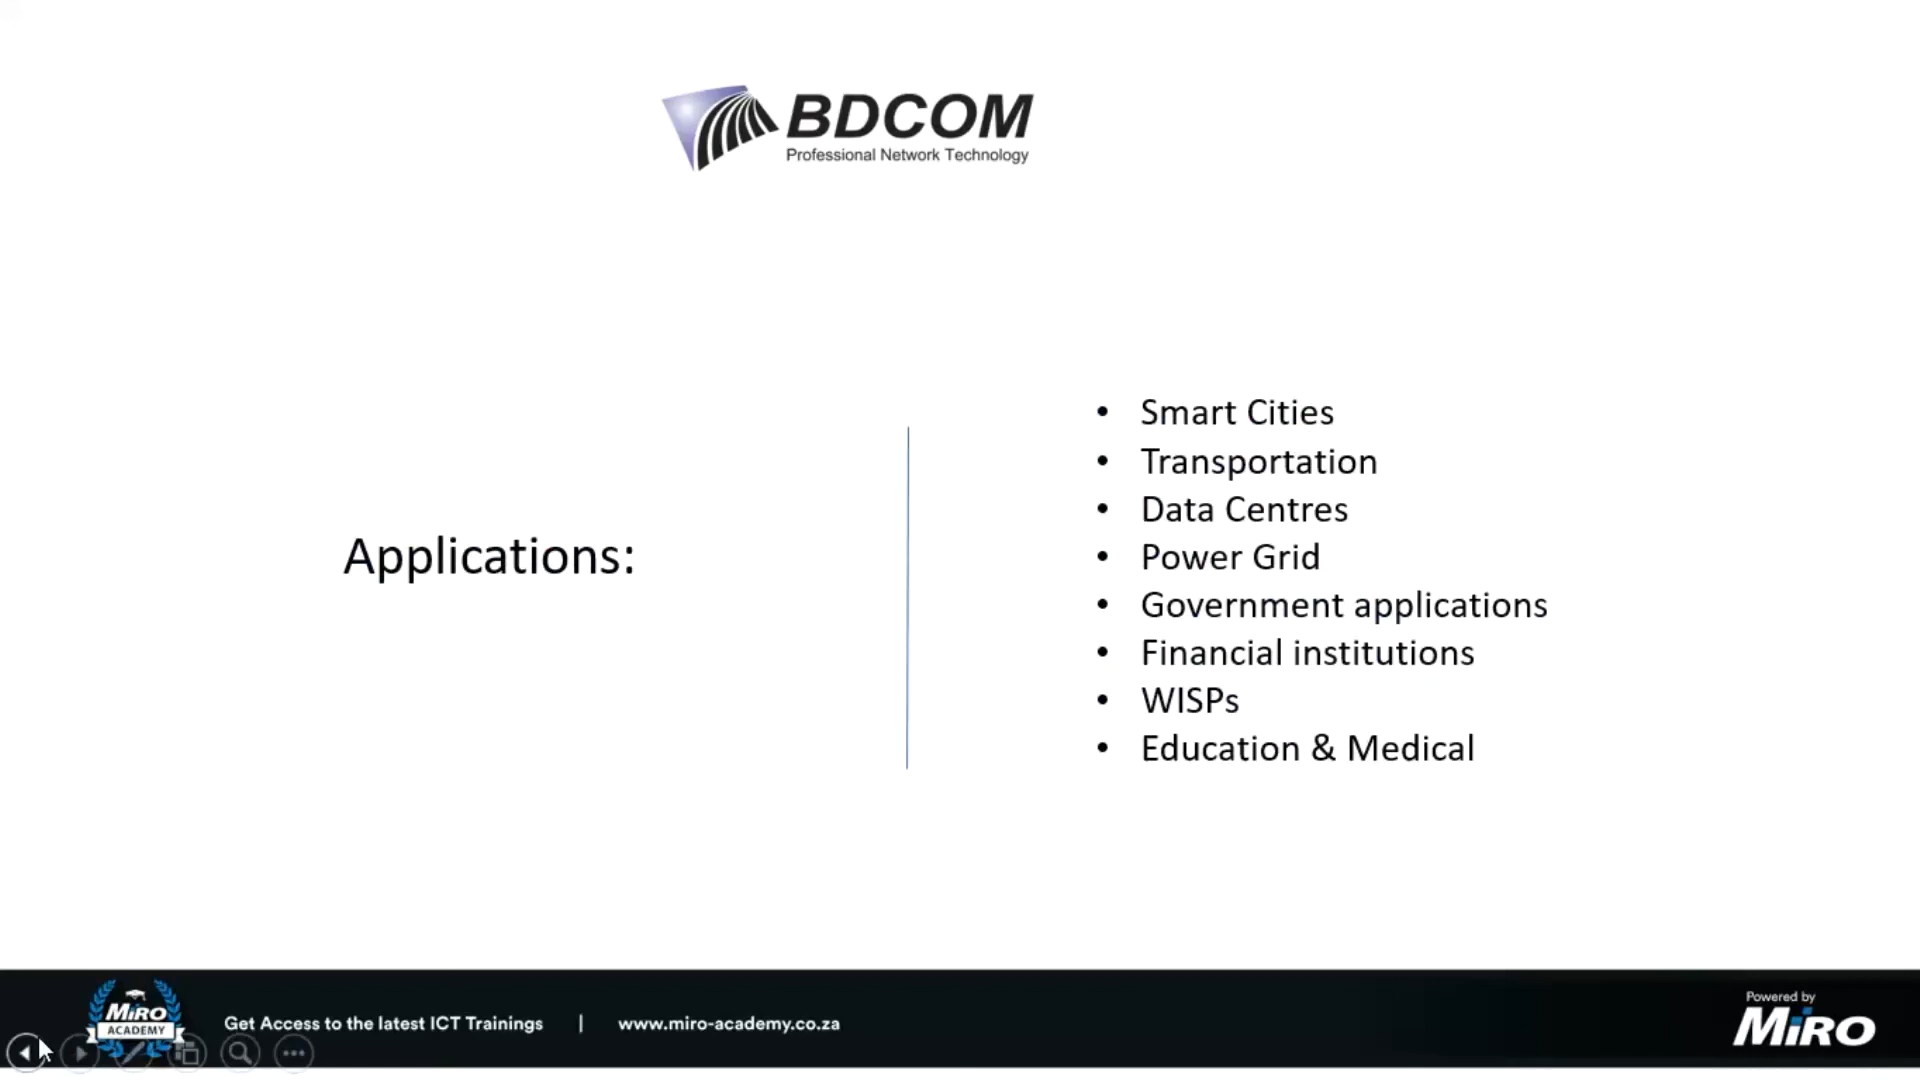 BDCOM
Professional Network Technology
Applications:
• Smart Cities
• Transportation
• Data Centres
• Power Grid
• Government applications
• Financial institutions
• WISPs
• Education & Medical
MiRO
ACADEMY
Get Access to the latest ICT Trainings | www.miro-academy.co.za
Powered by
MiRO